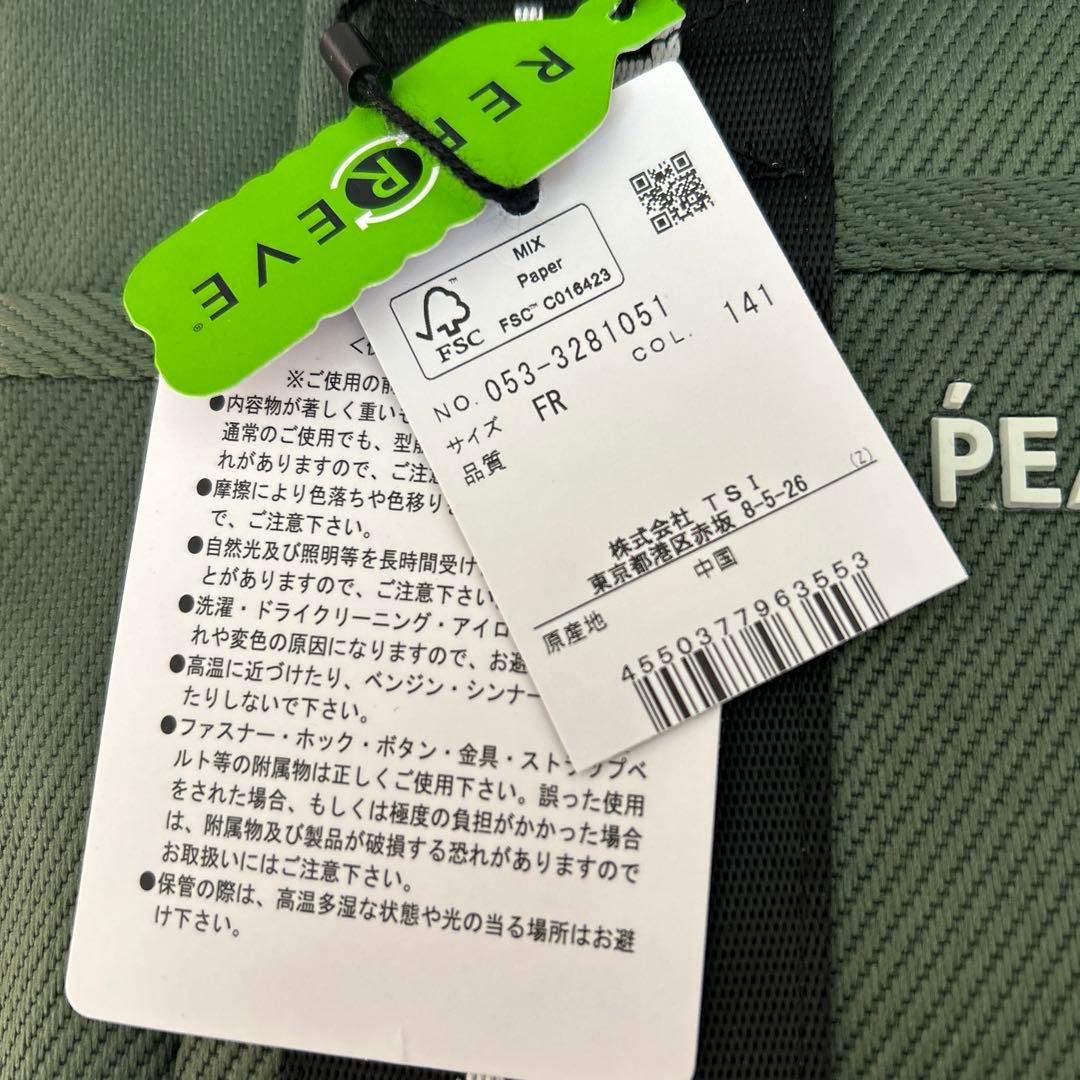 REPREVE®
MIX
Paper
FSC™ C016423
FSC
™
NO. 053-3281051
COL. 141
サイズ FR
品質
(Z)
株式会社 TSI
東京都港区赤坂 8-5-26
原産地 中国
4550377963553
※ご使用の前
●内容物が著しく重い
通常のご使用でも、型
れがありますので、ご注
●摩擦により色落ちや色移り
で、ご注意下さい。
●自然光及び照明等を長時間受け
とがありますので、ご注意下さい
●洗濯・ドライクリーニング・アイロ
れや変色の原因になりますので、お避
●高温に近づけたり、ベンジン・シンナー
たりしないで下さい。
●ファスナー・ホック・ボタン・金具・ストラップベ
ルト等の附属物は正しくご使用下さい。誤った使用
をされた場合、もしくは極度の負担がかかった場合
は、附属物及び製品が破損する恐れがありますので
お取扱いにはご注意下さい。
●保管の際は、高温多湿な状態や光の当る場所はお避
け下さい。
PEA